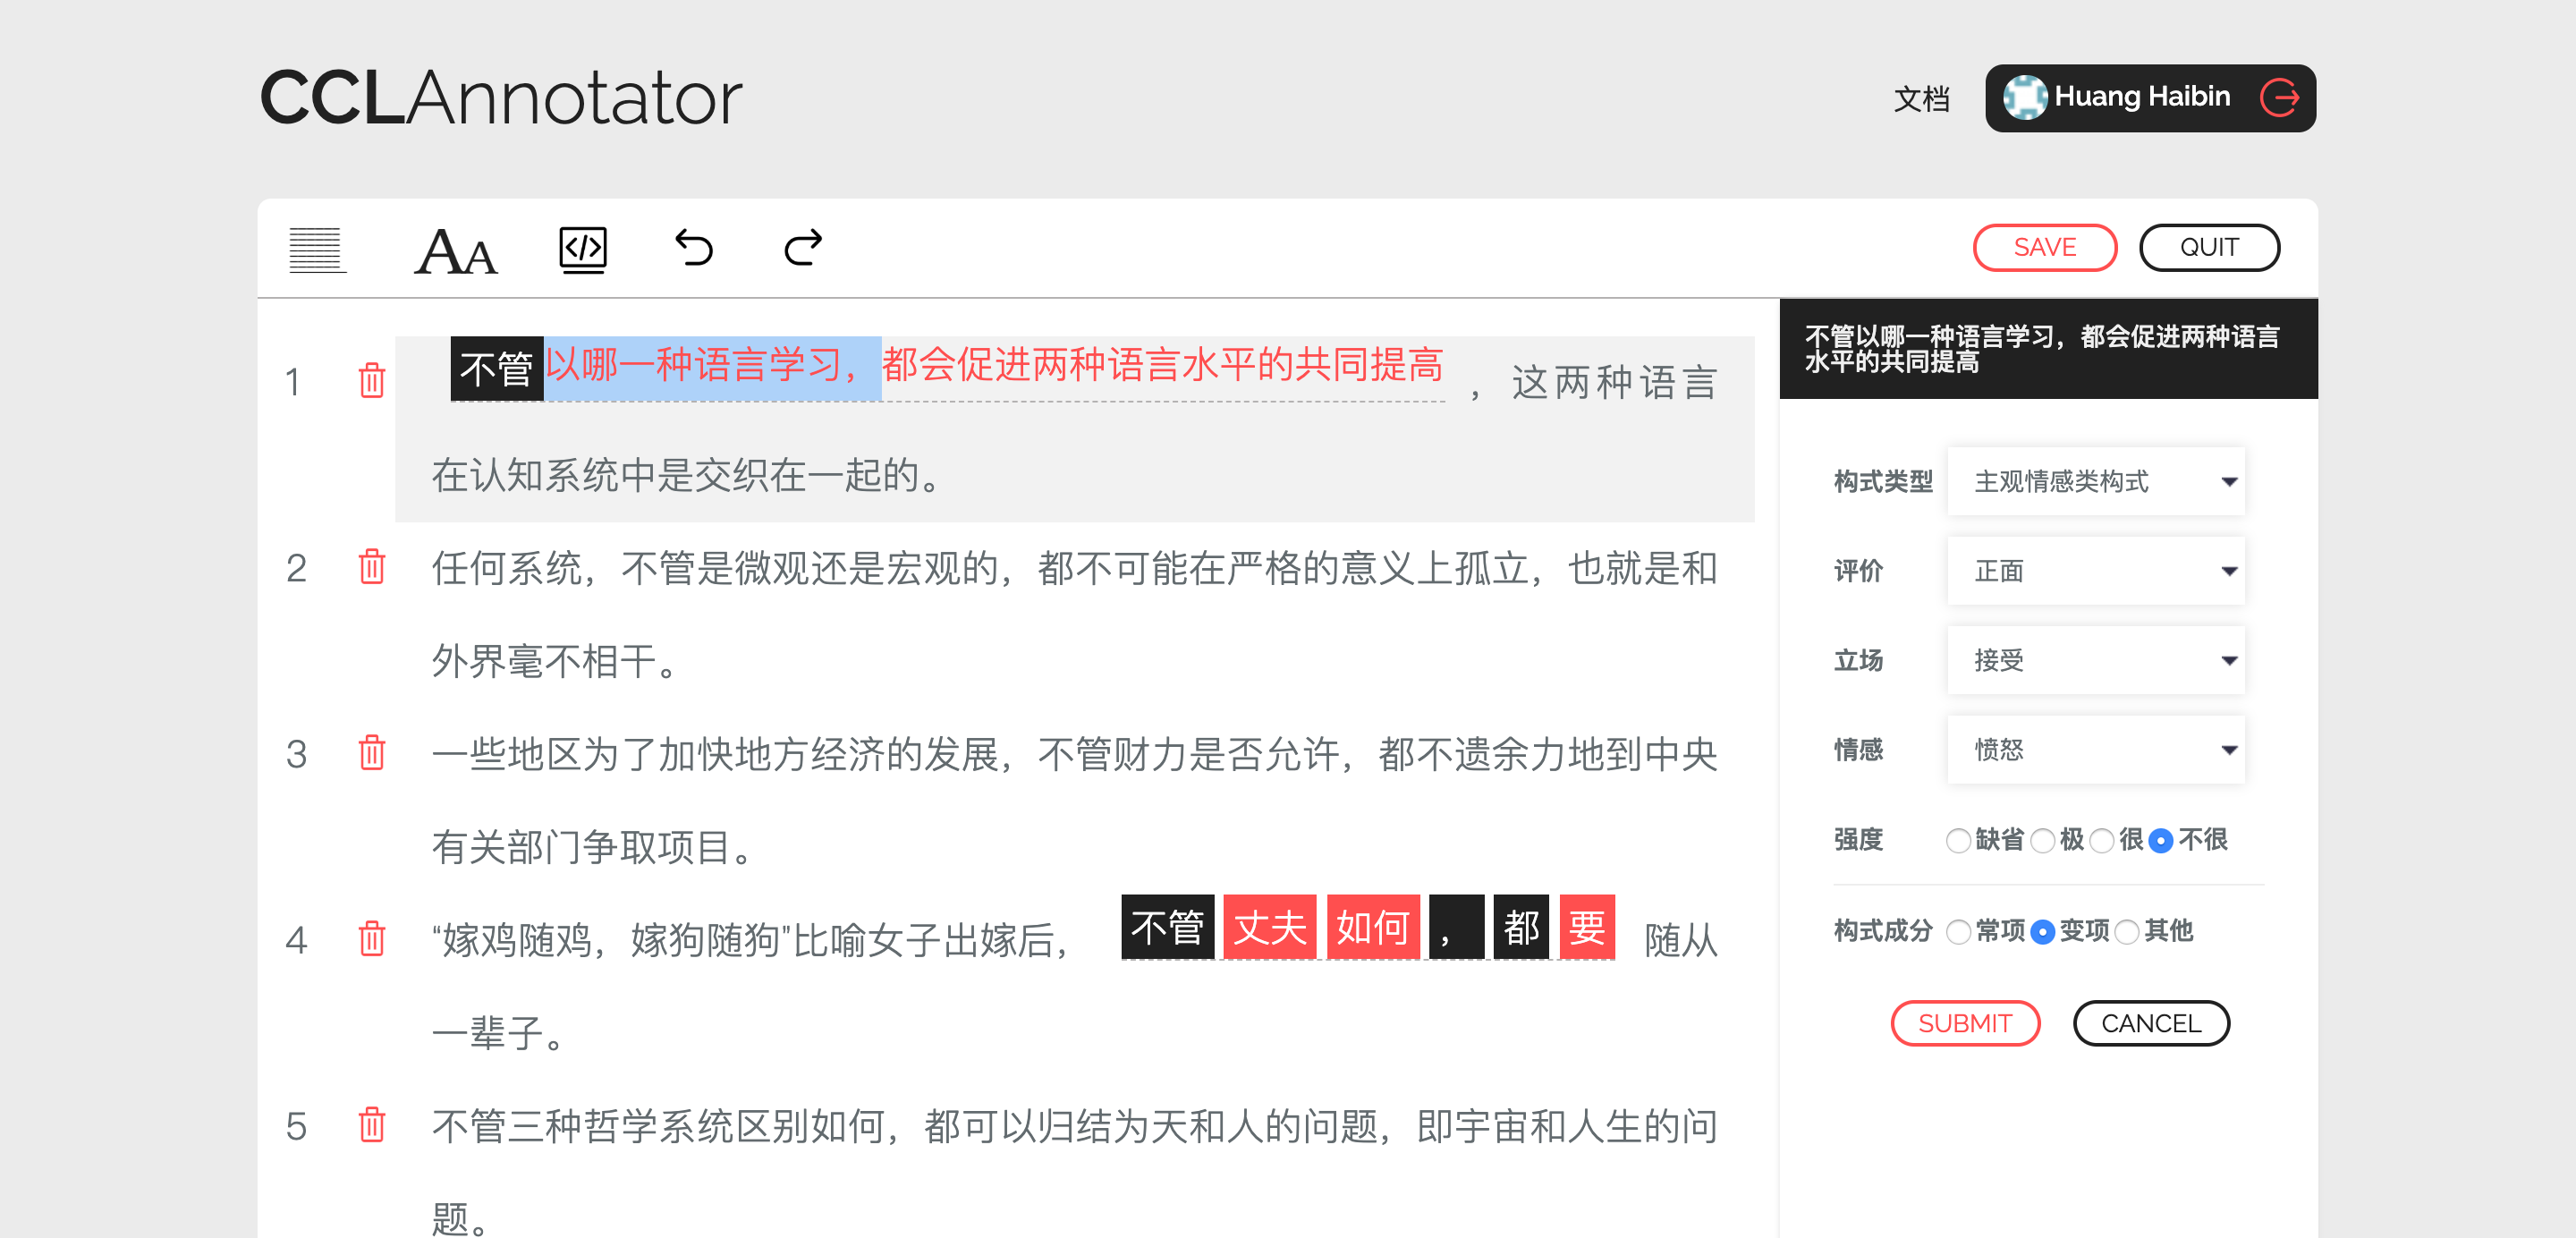 CCLAnnotator
文档 Huang Haibin
AA </> SAVE QUIT
1 不管以哪一种语言学习，都会促进两种语言水平的共同提高，这两种语言
在认知系统中是交织在一起的。
2 任何系统，不管是微观还是宏观的，都不可能在严格的意义上孤立，也就是和
外界毫不相干。
3 一些地区为了加快地方经济的发展，不管财力是否允许，都不遗余力地到中央
有关部门争取项目。
4 “嫁鸡随鸡，嫁狗随狗”比喻女子出嫁后，不管 丈夫 如何 ， 都 要 随从
一辈子。
5 不管三种哲学系统区别如何，都可以归结为天和人的问题，即宇宙和人生的问
题。
不管以哪一种语言学习，都会促进两种语言
水平的共同提高
构式类型 主观情感类构式
评价 正面
立场 接受
情感 愤怒
强度 缺省 极 很 不很
构式成分 常项 变项 其他
SUBMIT CANCEL